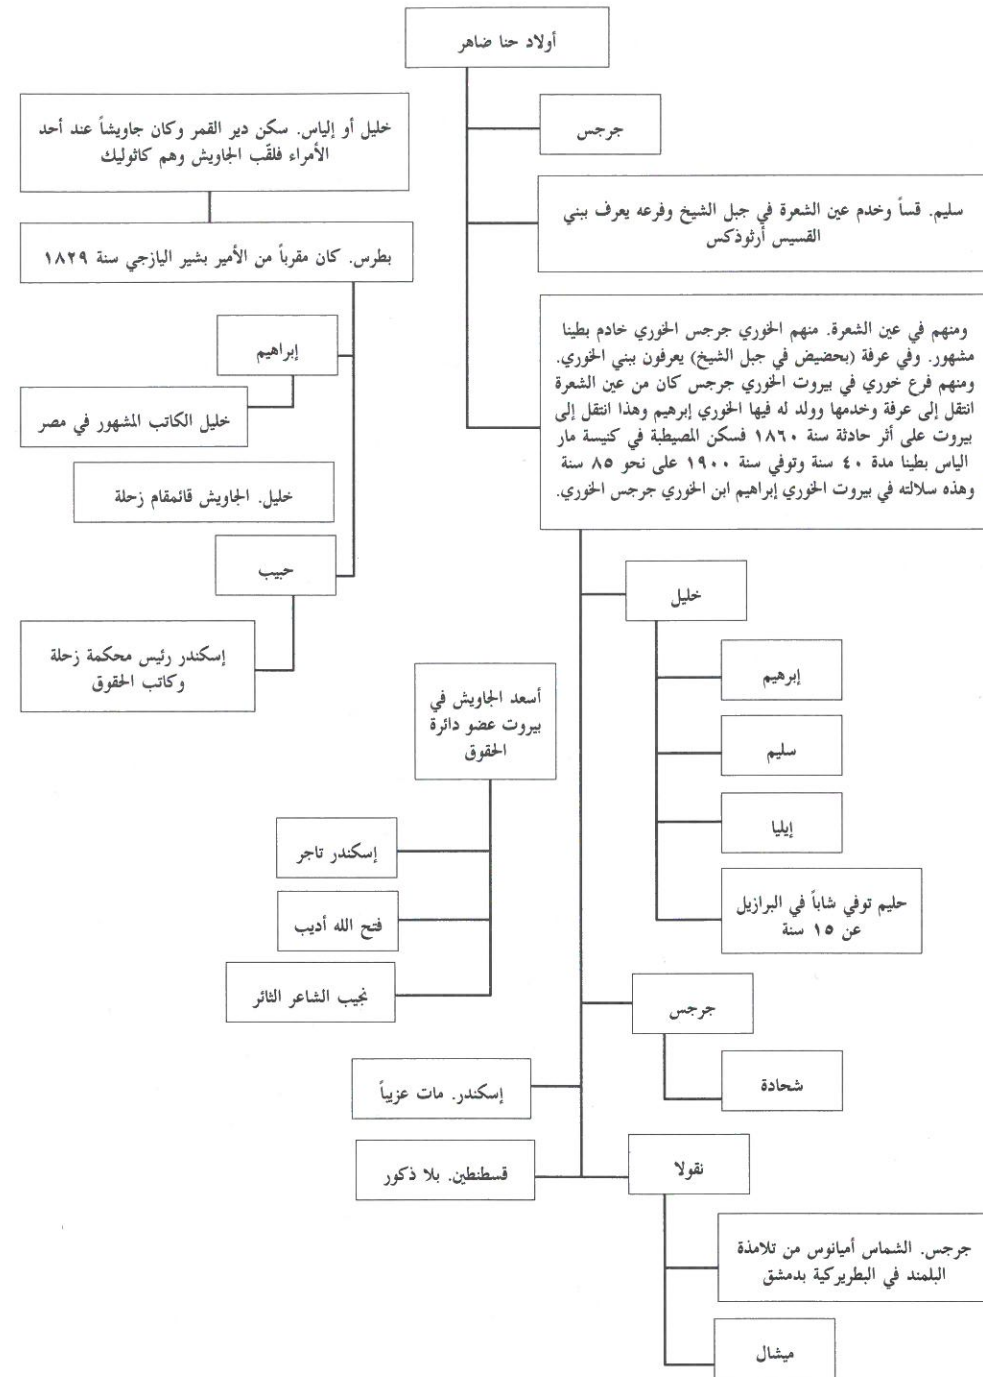 أولاد حنا ضاهر
جرجس
سليم. قساً وخدم عين الشعرة في جبل الشيخ وفرعه يعرف ببني
القسيس أرثوذكس
ومنهم في عين الشعرة. منهم الخوري جرجس الخوري خادم بطينا
مشهور. وفي عرفة (بحضيض في جبل الشيخ) يعرفون ببني الخوري.
ومنهم فرع خوري في بيروت الخوري جرجس كان من عين الشعرة
انتقل إلى عرفة وخدمها وولد له فيها الخوري إبرهيم وهذا انتقل إلى
بيروت على أثر حادثة سنة ١٨٦٠ فسكن المصيطبة في كنيسة مار
الياس بطينا مدة ٤٠ سنة وتوفي سنة ١٩٠٠ على نحو ٨٥ سنة
وهذه سلالته في بيروت الخوري إبراهيم ابن الخوري جرجس الخوري.
خليل
إبرهيم
سليم
إيليا
حليم توفي شاباً في البرازيل
عن ١٥ سنة
جرجس
شحادة
إسكندر. مات عزيباً
نقولا
قسطنطين. بلا ذكور
جرجس. الشماس أميانوس من تلامذة
البلمند في البطريركية بدمشق
ميشال
خليل أو إلياس. سكن دير القمر وكان جاويشاً عند أحد
الأمراء فلقّب الجاويش وهم كاثوليك
بطرس. كان مقرباً من الأمير بشير اليازجي سنة ١٨٢٩
إبراهيم
خليل الكاتب المشهور في مصر
خليل. الجاويش قائمقام زحلة
حبيب
إسكندر رئيس محكمة زحلة
وكاتب الحقوق
أسعد الجاويش في
بيروت عضو دائرة
الحقوق
إسكندر تاجر
فتح الله أديب
نجيب الشاعر الثائر